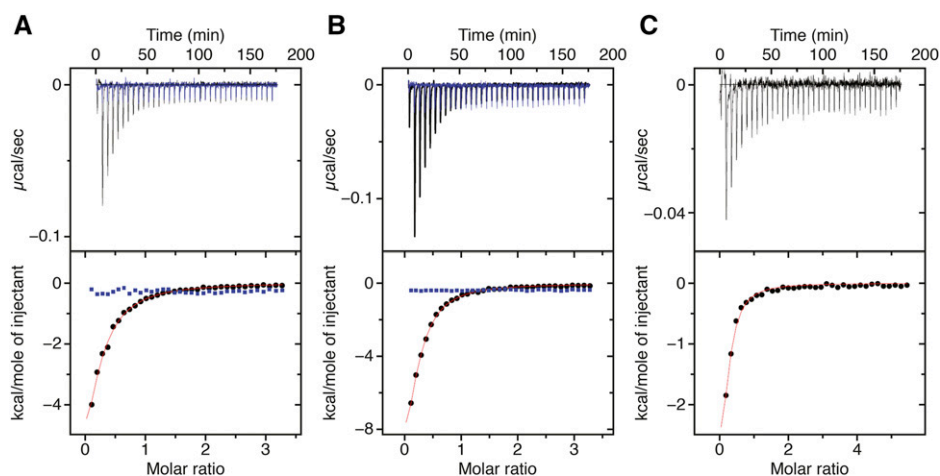 A
Time (min)
0 50 100 150 200
0
−0.1
µcal/sec
0
−2
−4
kcal/mole of injectant
0 1 2 3
Molar ratio
B
Time (min)
0 50 100 150 200
0
−0.1
µcal/sec
0
−4
−8
kcal/mole of injectant
0 1 2 3
Molar ratio
C
Time (min)
0 50 100 150 200
0
−0.04
µcal/sec
0
−1
−2
kcal/mole of injectant
0 2 4
Molar ratio